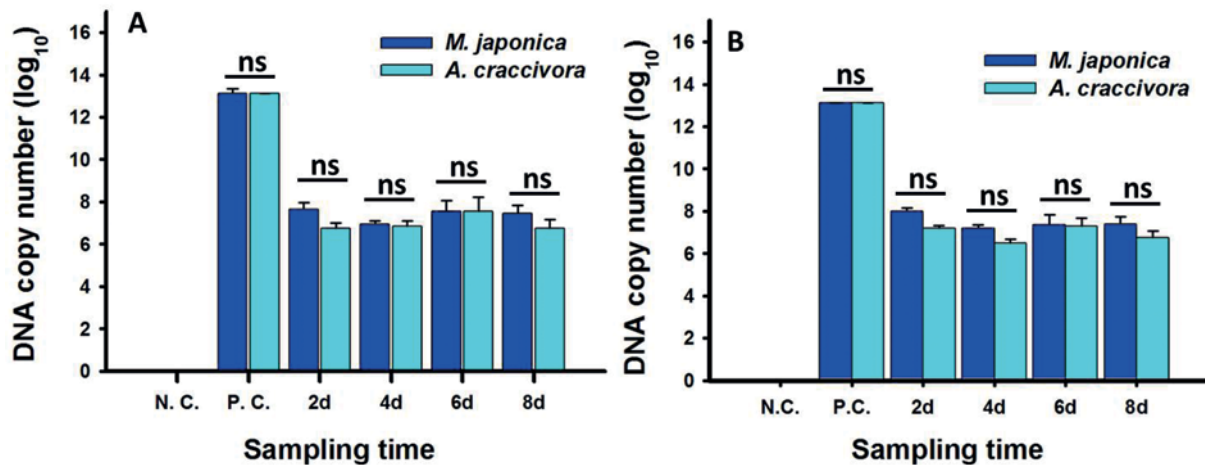 A
DNA copy number (log10)
16
14
12
10
8
6
4
2
0
M. japonica
A. craccivora
ns
ns
ns
ns
ns
N. C. P. C. 2d 4d 6d 8d
Sampling time
B
DNA copy number (log10)
16
14
12
10
8
6
4
2
0
M. japonica
A. craccivora
ns
ns
ns
ns
ns
N.C. P.C. 2d 4d 6d 8d
Sampling time